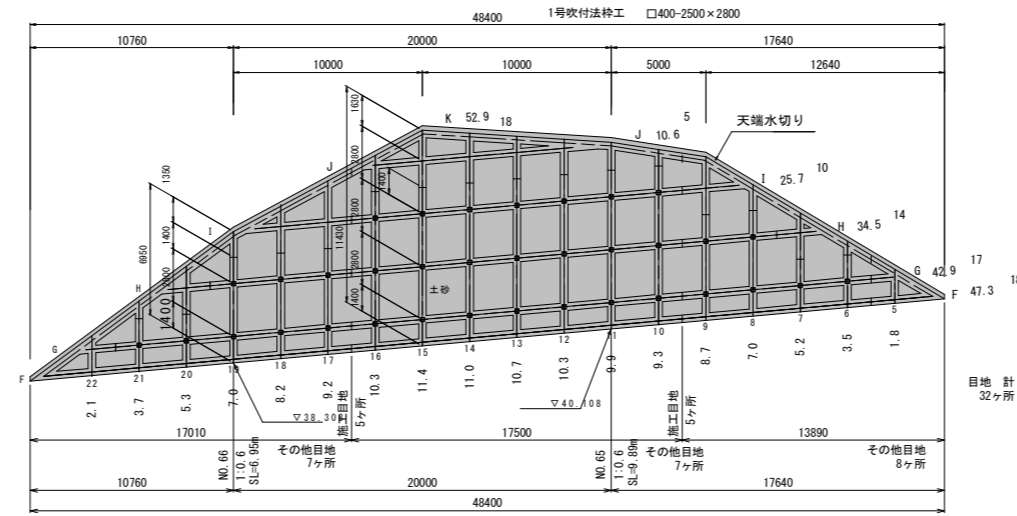 1号吹付法枠工 □400-2500×2800
48400
10760 20000 17640
10000 10000 5000 12640
K 52.9 18
5
J 10.6
天端水切り
10
I 25.7
14
H 34.5
17
G 42.9
F 47.3
18
J
I
H
G
F
1630
2800
1400
2800
11430
2800
1400
1350
1400
6950
2800
1400
土砂
22 21 20 19 18 17 16 15 14 13 12 11 10 9 8 7 6 5
2.1 3.7 5.3 7.0 8.2 9.2 10.3 11.4 11.0 10.7 10.3 9.9 9.3 8.7 7.0 5.2 3.5 1.8
▽40.108
施工目地
5ヶ所
施工目地
5ヶ所
目地 計
32ヶ所
17010 17500 13890
NO.66
1:0.6
SL=6.95m
その他目地
7ヶ所
NO.65
1:0.6
SL=9.89m
その他目地
7ヶ所
その他目地
8ヶ所
10760 20000 17640
48400